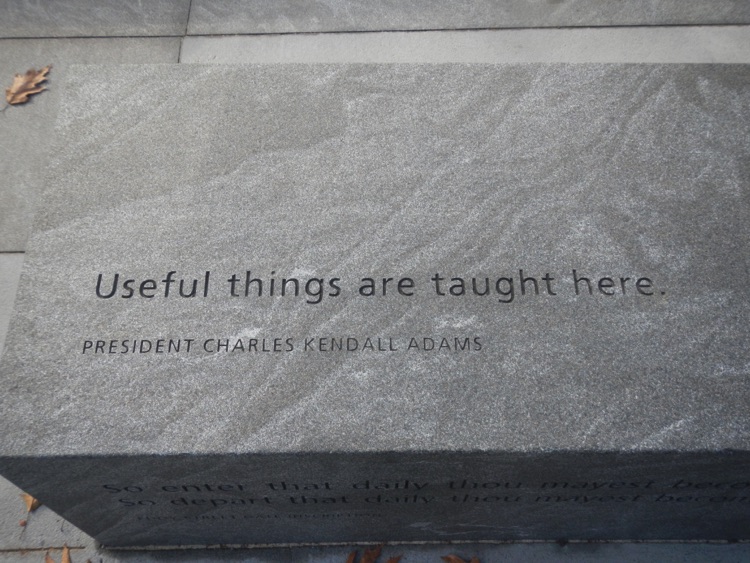 Useful things are taught here.
PRESIDENT CHARLES KENDALL ADAMS
So enter that daily thou mayest
So depart that daily thou mayest